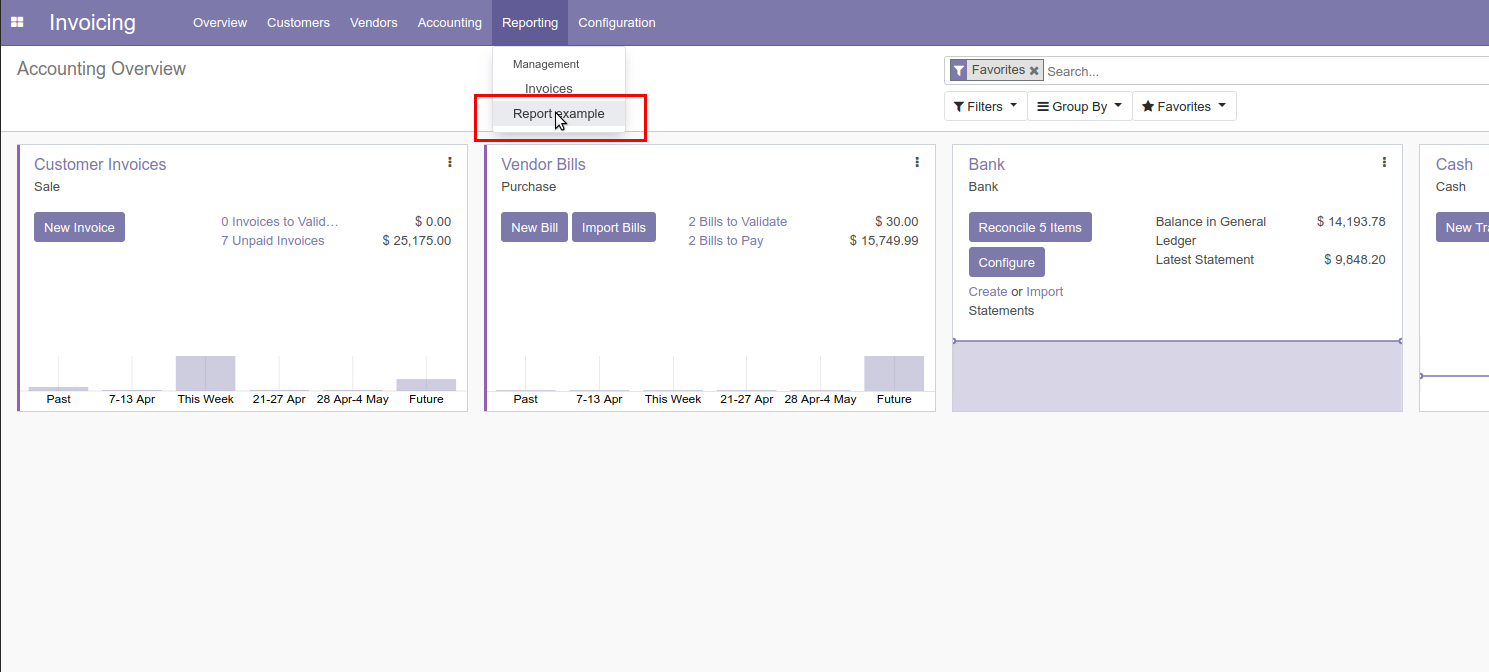 Invoicing Overview Customers Vendors Accounting Reporting Configuration
Accounting Overview
Management
Invoices
Report example
Favorites Search...
Filters Group By Favorites
Customer Invoices
Sale
New Invoice
0 Invoices to Valid… $ 0.00
7 Unpaid Invoices $ 25,175.00
Past 7-13 Apr This Week 21-27 Apr 28 Apr-4 May Future
Vendor Bills
Purchase
New Bill Import Bills
2 Bills to Validate $ 30.00
2 Bills to Pay $ 15,749.99
Past 7-13 Apr This Week 21-27 Apr 28 Apr-4 May Future
Bank
Bank
Reconcile 5 Items
Configure
Create or Import
Statements
Balance in General $ 14,193.78
Ledger
Latest Statement $ 9,848.20
Cash
Cash
New Tra